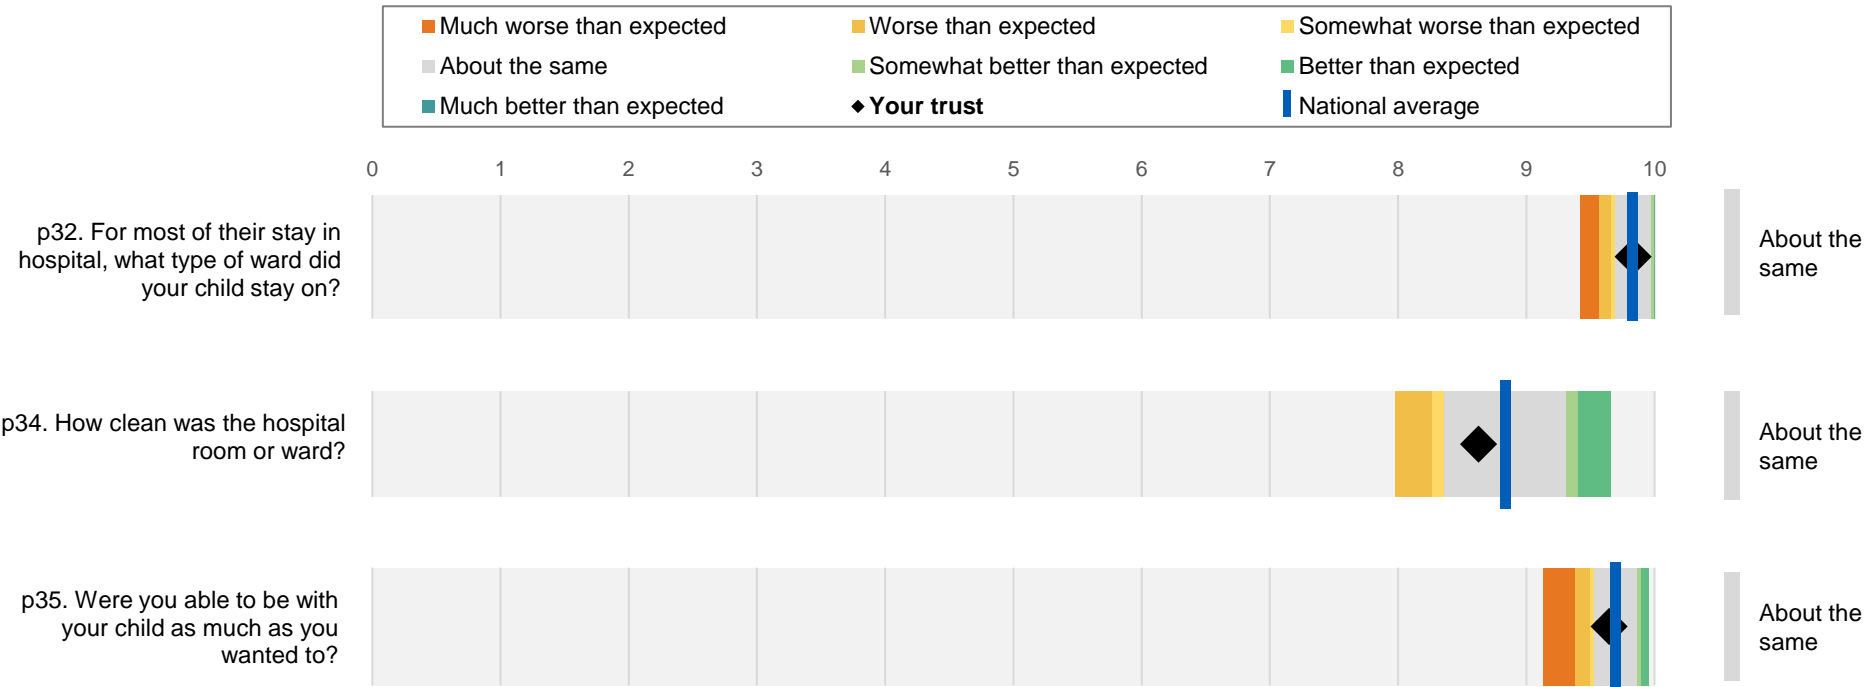 Much worse than expected
Worse than expected
Somewhat worse than expected
About the same
Somewhat better than expected
Better than expected
Much better than expected
Your trust
National average
0 1 2 3 4 5 6 7 8 9 10
p32. For most of their stay in
hospital, what type of ward did
your child stay on?
About the
same
p34. How clean was the hospital
room or ward?
About the
same
p35. Were you able to be with
your child as much as you
wanted to?
About the
same